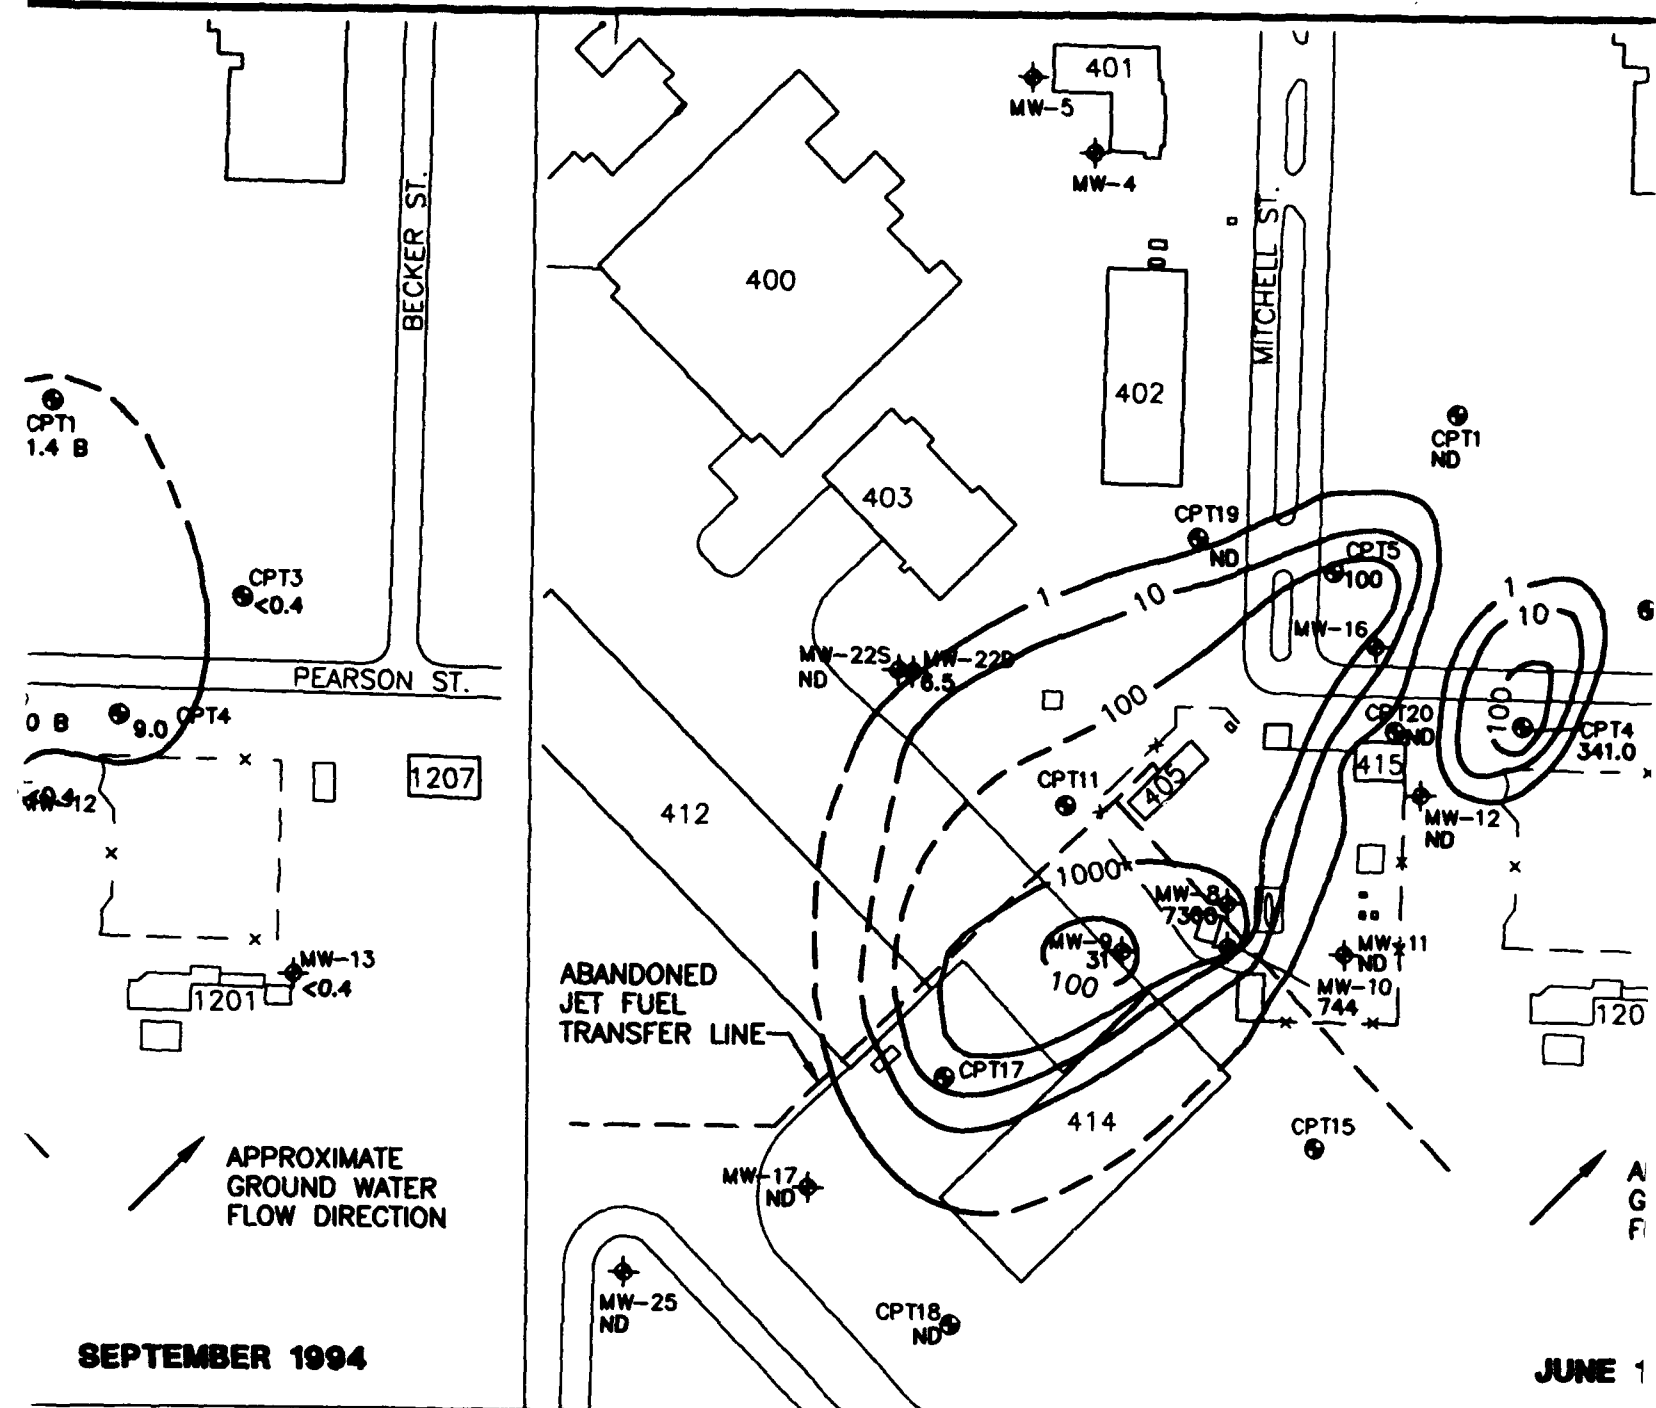 BECKER ST.
CPT1
1.4 B
CPT3
<0.4
PEARSON ST.
0 B
9.0
CPT4
1207
MW-13
<0.4
1201
APPROXIMATE
GROUND WATER
FLOW DIRECTION
SEPTEMBER 1994
401
MW-5
MW-4
MITCHELL ST.
400
402
403
CPT1
ND
CPT19
ND
CPT5
100
1
10
100
MW-16
1
10
100
MW-22S
ND
MW-22D
6.5
CPT20
ND
CPT4
341.0
415
CPT11
405
412
MW-12
ND
1000
MW-8
MW-9
31
100
MW-11
ND
MW-10
744
ABANDONED
JET FUEL
TRANSFER LINE
CPT17
414
CPT15
MW-17
ND
MW-25
ND
CPT18
ND
120
JUNE 1